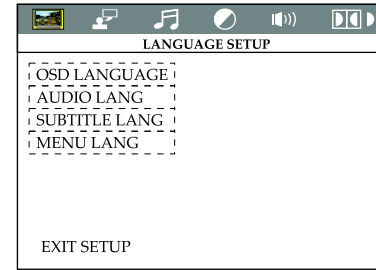 LANGUAGE SETUP
OSD LANGUAGE
AUDIO LANG
SUBTITLE LANG
MENU LANG
EXIT SETUP